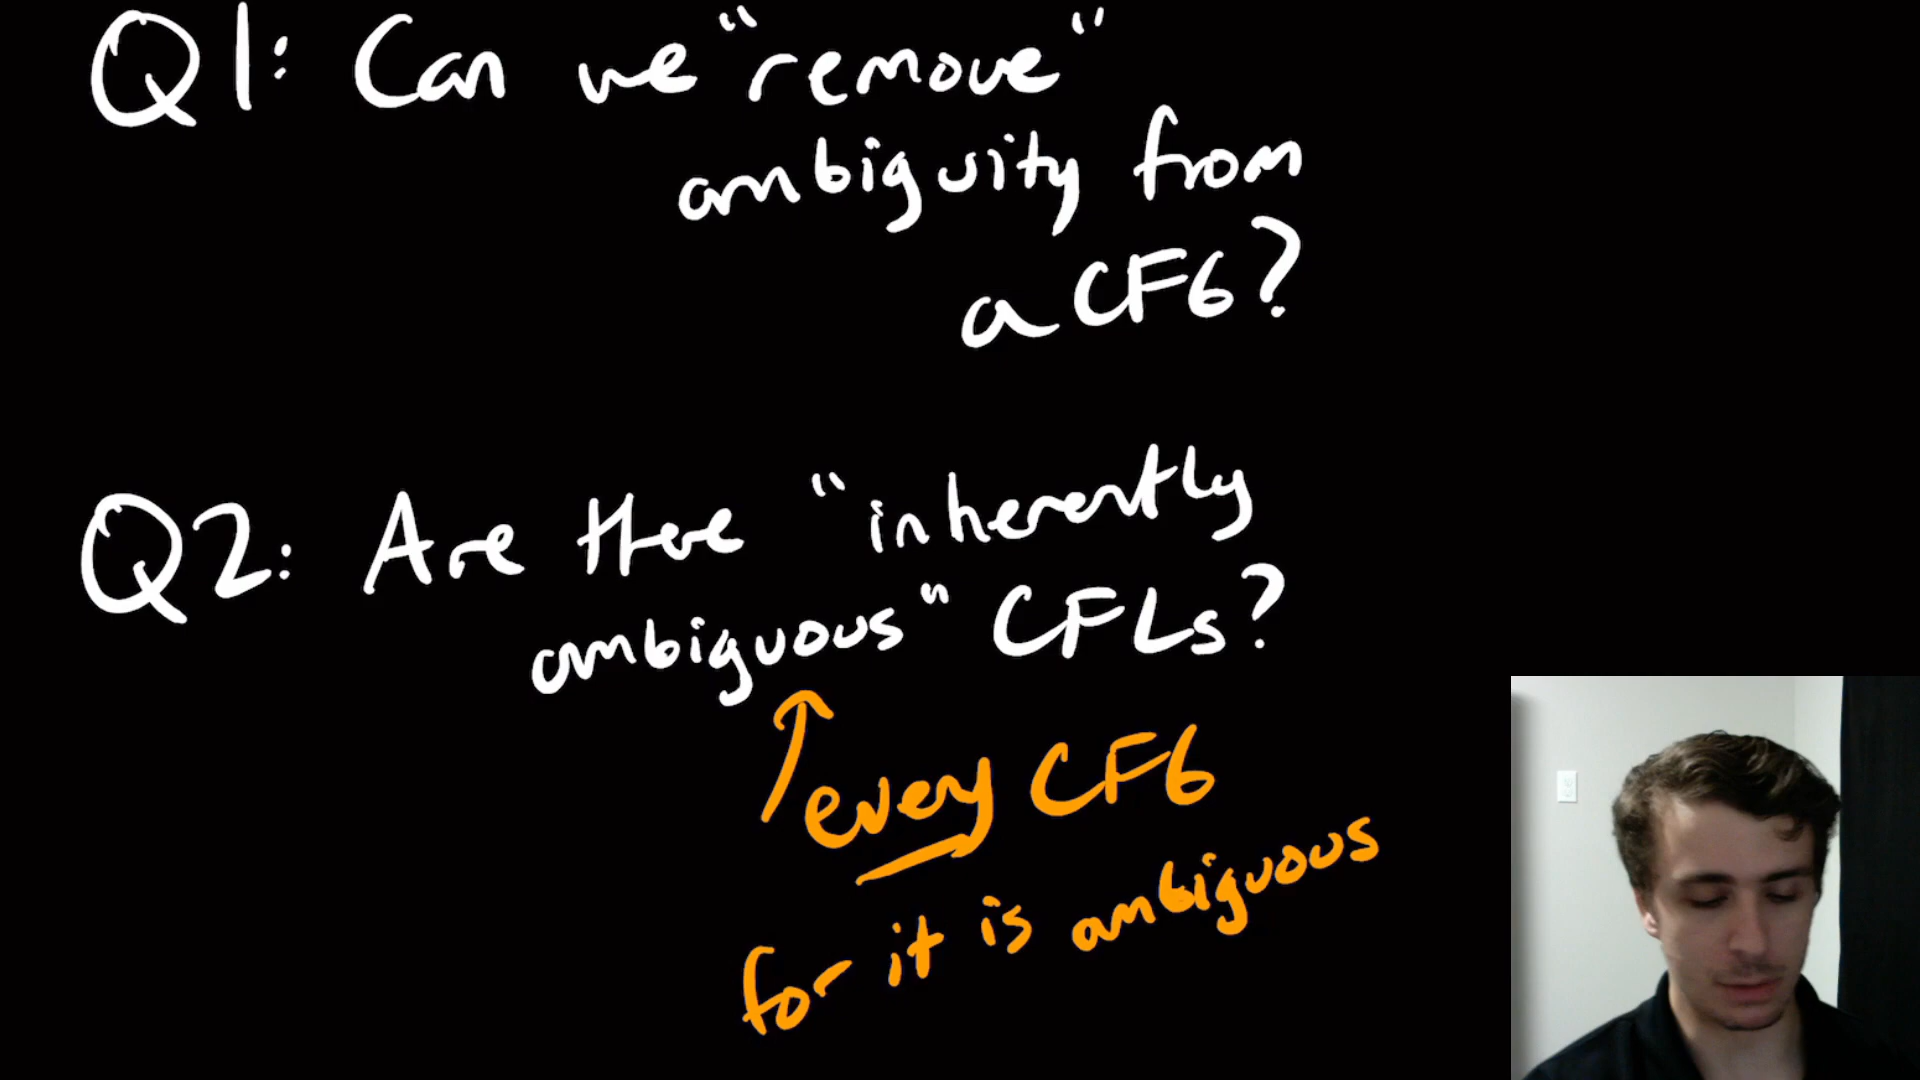 Q1: Can we "remove"
ambiguity from
a CFG?
Q2: Are there "inherently
ambiguous" CFLs?
every CFG
for it is ambiguous